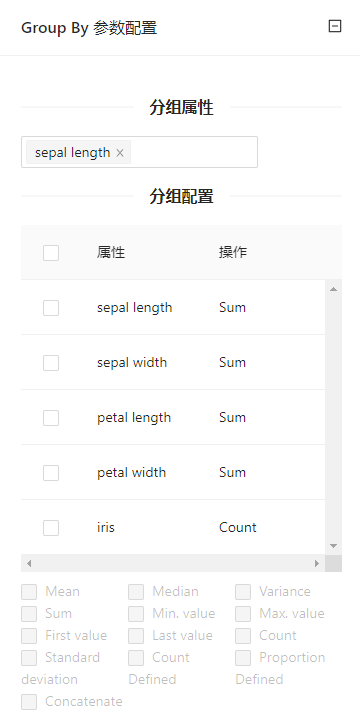 Group By 参数配置
分组属性
sepal length ×
分组配置
属性 操作
sepal length Sum
sepal width Sum
petal length Sum
petal width Sum
iris Count
Mean Median Variance
Sum Min. value Max. value
First value Last value Count
Standard Count Proportion
deviation Defined Defined
Concatenate